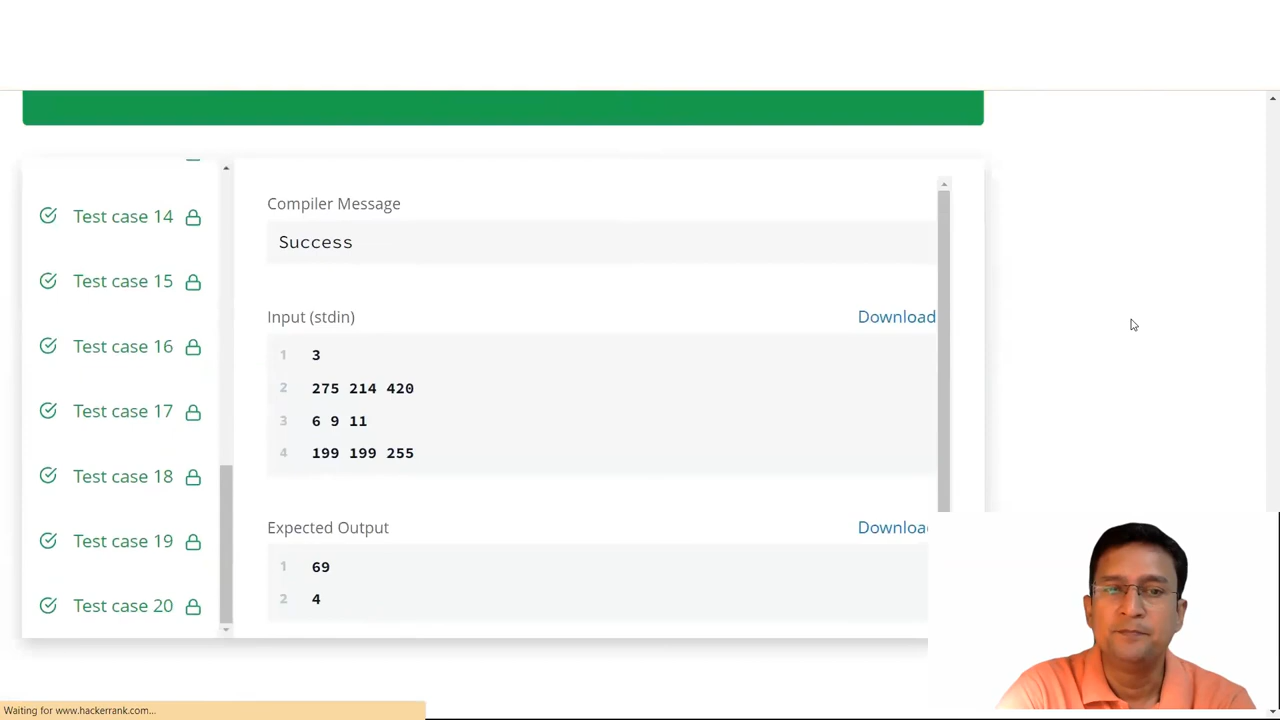 Test case 14
Test case 15
Test case 16
Test case 17
Test case 18
Test case 19
Test case 20
Compiler Message
Success
Input (stdin)
Download
1 3
2 275 214 420
3 6 9 11
4 199 199 255
Expected Output
Downloa
1 69
2 4
Waiting for www.hackerrank.com...